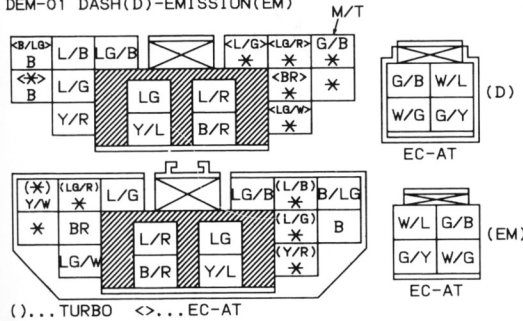 DEM-01 DASH(D)-EMISSION(EM)
M/T
<B/LG> B L/B LG/B <L/G> * <LG/R> * G/B *
<*> B L/G LG L/R <BR> * *
Y/R Y/L B/R <LG/W> *
G/B W/L
W/G G/Y
(D)
EC-AT
(*) Y/W (LG/R) * L/G LG/B (L/B) * B/LG
* BR L/R LG (L/G) * B
LG/W B/R Y/L (Y/R) *
W/L G/B
G/Y W/G
(EM)
EC-AT
()...TURBO <>...EC-AT